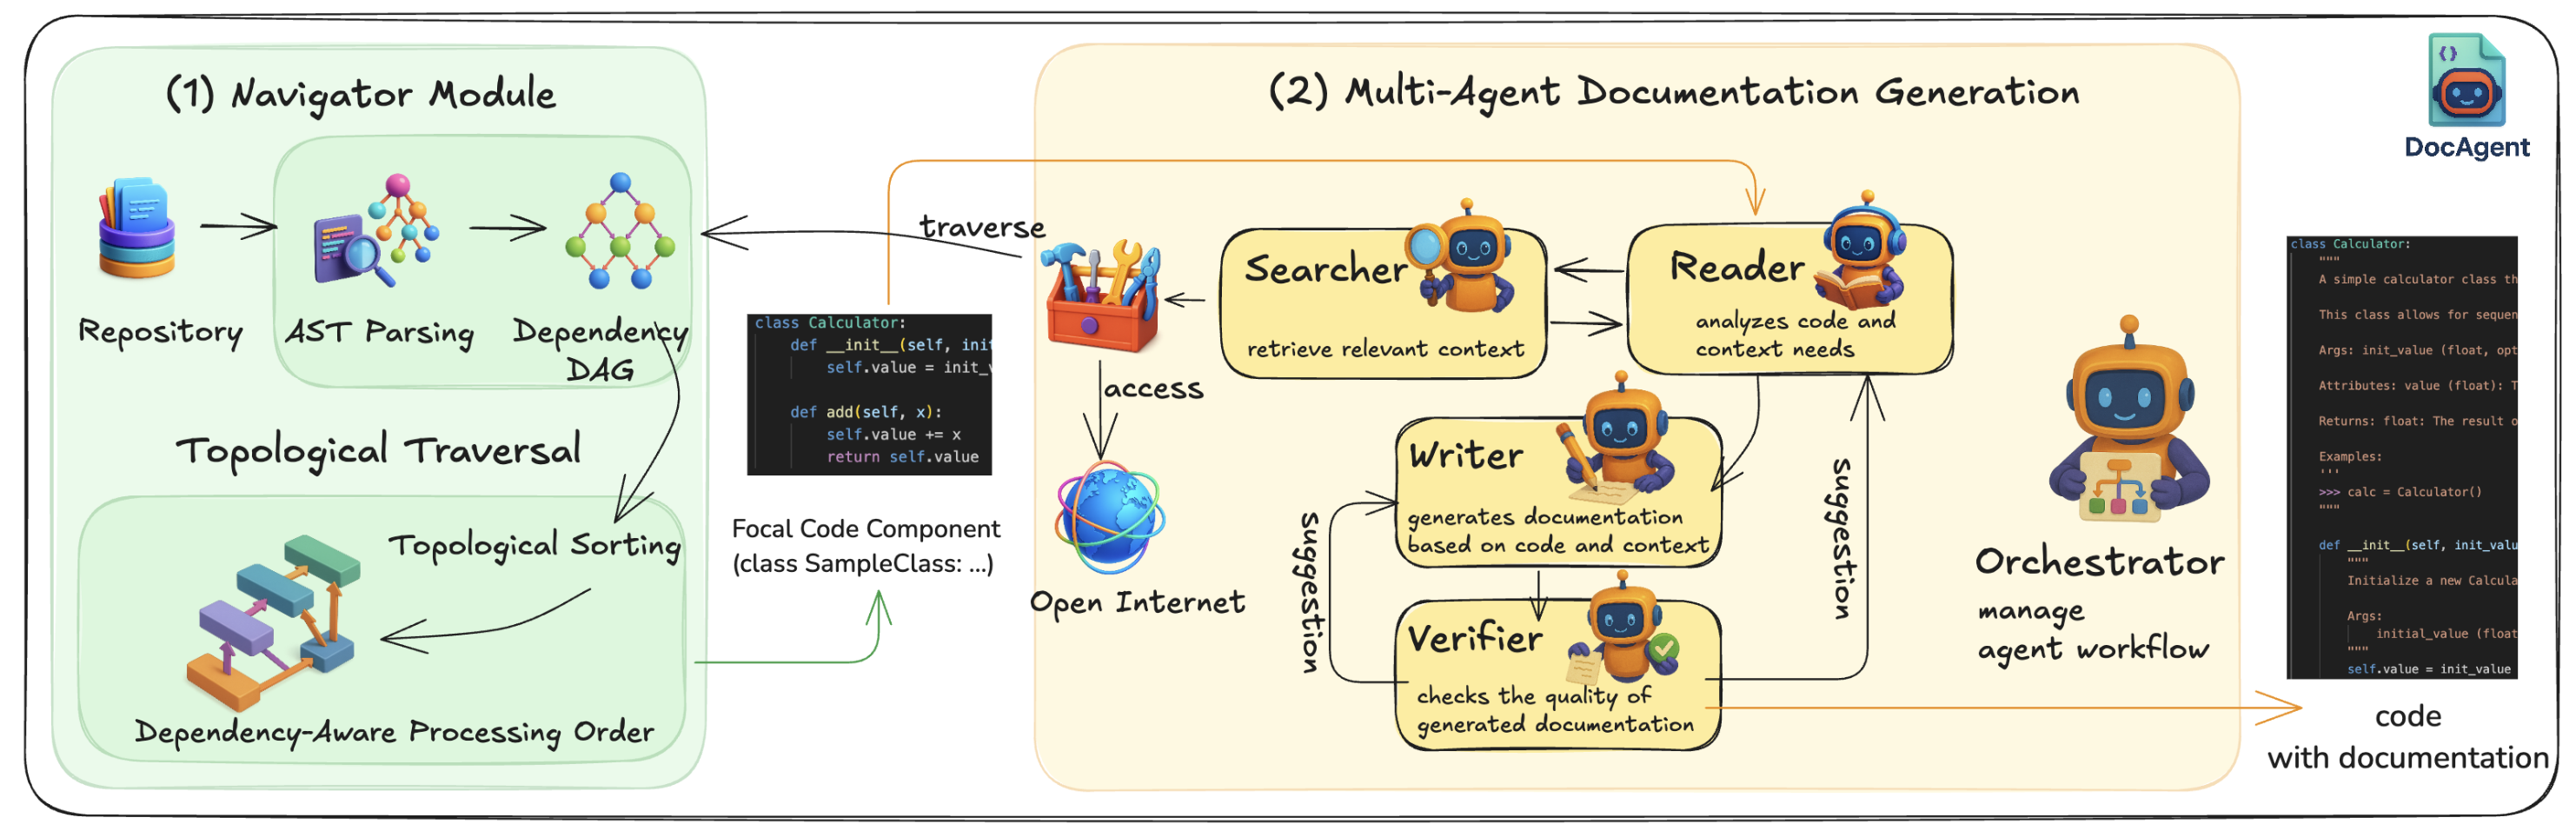 (1) Navigator Module
Repository
AST Parsing
Dependency
DAG
Topological Traversal
Topological Sorting
Dependency-Aware Processing Order
class Calculator:
def __init__(self, init
self.value = init_v
def add(self, x):
self.value += x
return self.value
Focal Code Component
(class SampleClass: ...)
(2) Multi-Agent Documentation Generation
traverse
access
Open Internet
Searcher
retrieve relevant context
Reader
analyzes code and
context needs
Writer
generates documentation
based on code and context
Verifier
checks the quality of
generated documentation
suggestion
suggestion
Orchestrator
manage
agent workflow
DocAgent
class Calculator:
"""
A simple calculator class th
This class allows for sequen
Args: init_value (float, opt
Attributes: value (float): T
Returns: float: The result o
Examples:
'''
>>> calc = Calculator()
"""
def __init__(self, init_valu
"""
Initialize a new Calcula
Args:
initial_value (float
"""
self.value = init_value
code
with documentation